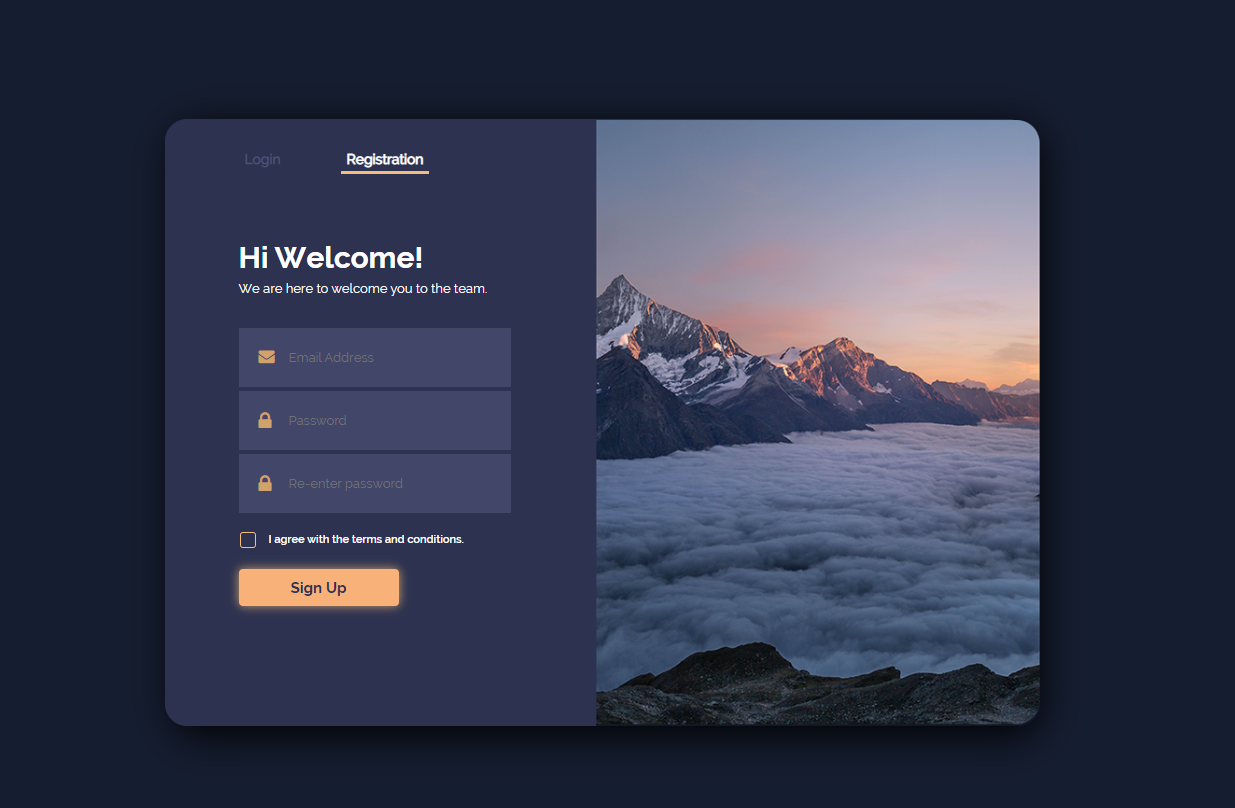 Login
Registration
Hi Welcome!
We are here to welcome you to the team.
Email Address
Password
Re-enter password
I agree with the terms and conditions.
Sign Up